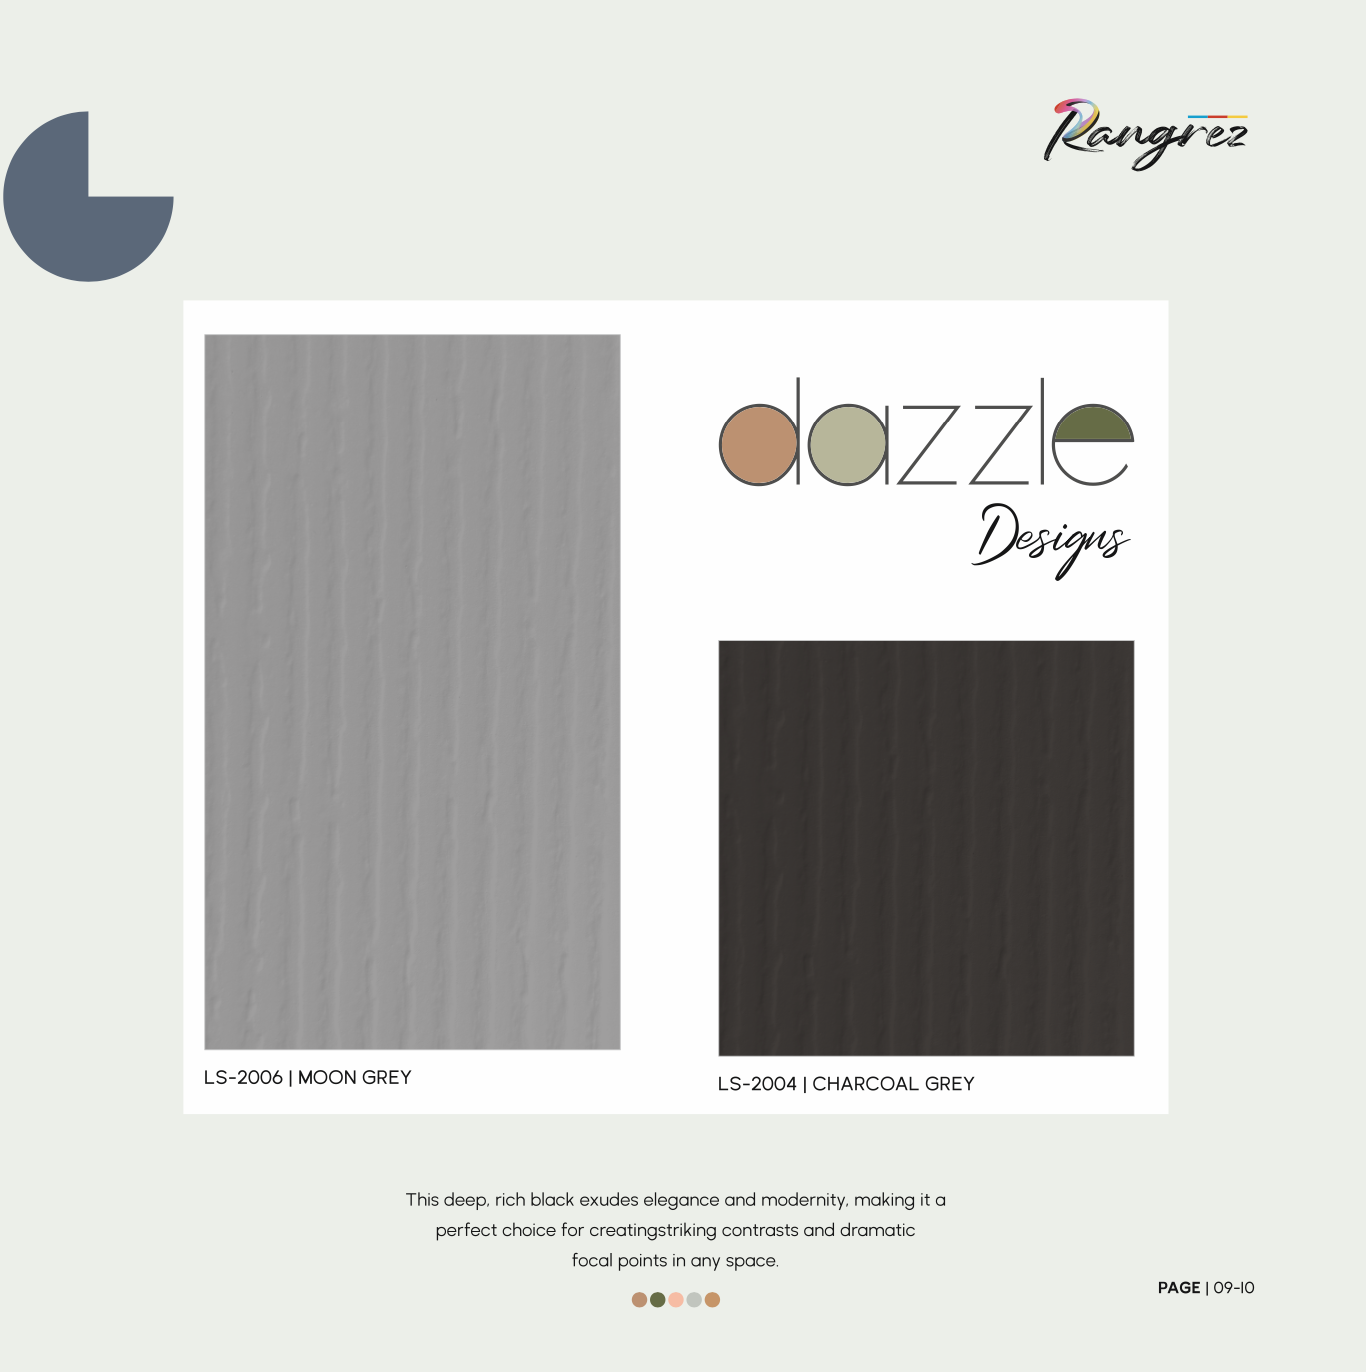 Rangrez
dazzle
Designs
LS-2006 | MOON GREY
LS-2004 | CHARCOAL GREY
This deep, rich black exudes elegance and modernity, making it a
perfect choice for creatingstriking contrasts and dramatic
focal points in any space.
PAGE | 09-10